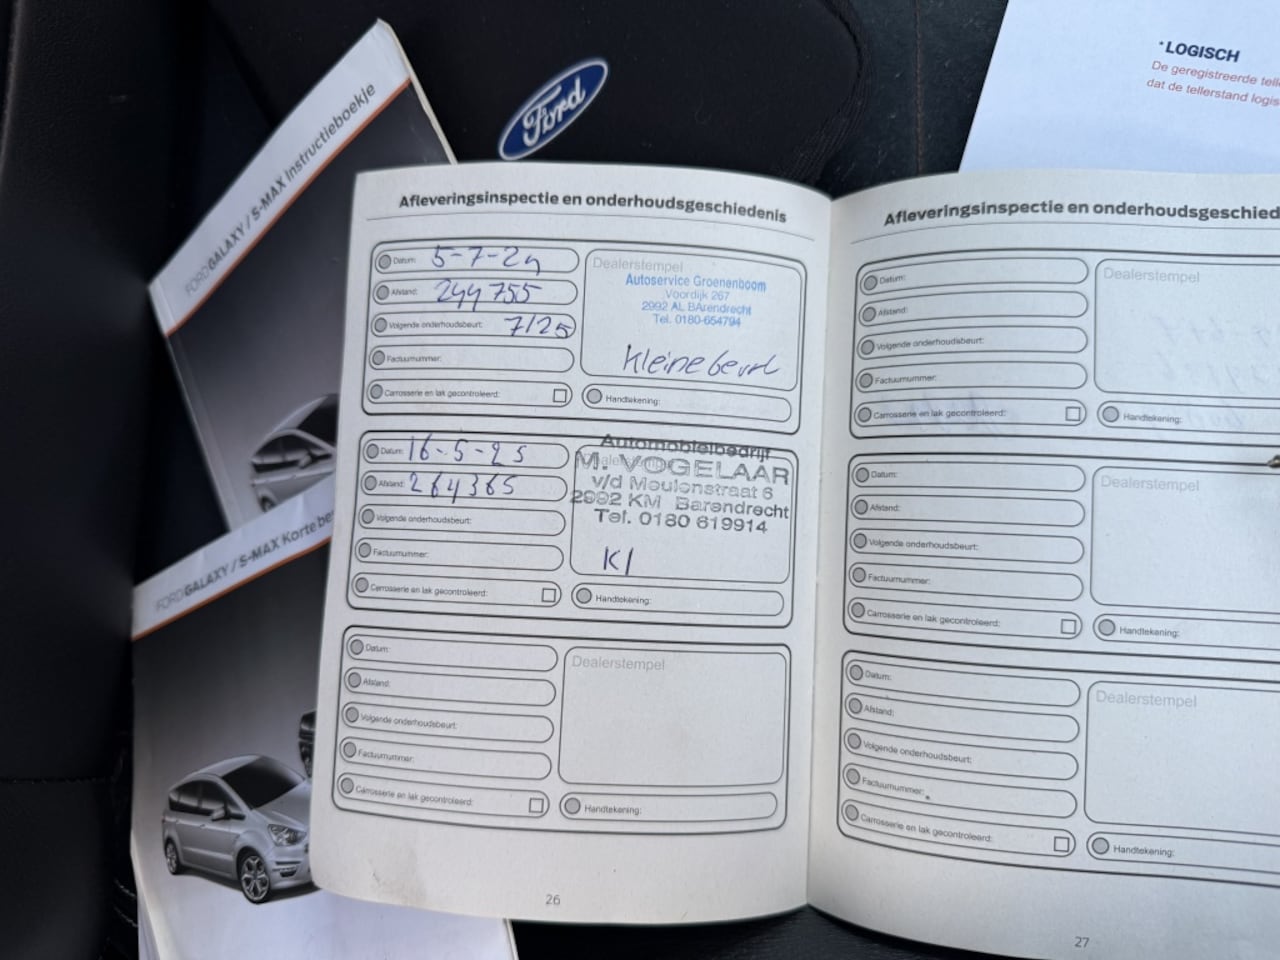 *LOGISCH
De geregistreerde
dat de tellerstand
Ford
FORD GALAXY / S-MAX Instructieboekje
FORD GALAXY / S-MAX Korte
Afleveringsinspectie en onderhoudsgeschiedenis
Datum: 5-7-24
Afstand: 244755
Volgende onderhoudsbeurt: 7/25
Factuurnummer:
Carrosserie en lak gecontroleerd:
Dealerstempel
Autoservice Groenenboom
Voordijk 267
2992 AL BArendrecht
Tel. 0180-654794
Kleine beurt
Handtekening:
Datum: 16-5-25
Afstand: 264365
Volgende onderhoudsbeurt:
Factuurnummer:
Carrosserie en lak gecontroleerd:
Dealerstempel
Automobielbedrijf
M. VOGELAAR
v/d Meulenstraat 6
2992 KM Barendrecht
Tel. 0180 619914
Kl
Handtekening:
Datum:
Afstand:
Volgende onderhoudsbeurt:
Factuurnummer:
Carrosserie en lak gecontroleerd:
Dealerstempel
Handtekening:
26
Afleveringsinspectie en
Datum:
Afstand:
Volgende onderhoudsbeurt:
Factuurnummer:
Carrosserie en lak gecontroleerd:
Dealerstempel
Handtekening:
Datum:
Afstand:
Volgende onderhoudsbeurt:
Factuurnummer:
Carrosserie en lak gecontroleerd:
Dealerstempel
Handtekening:
Datum:
Afstand:
Volgende onderhoudsbeurt:
Factuurnummer:
Carrosserie en lak gecontroleerd:
Dealerstempel
Handtekening:
27